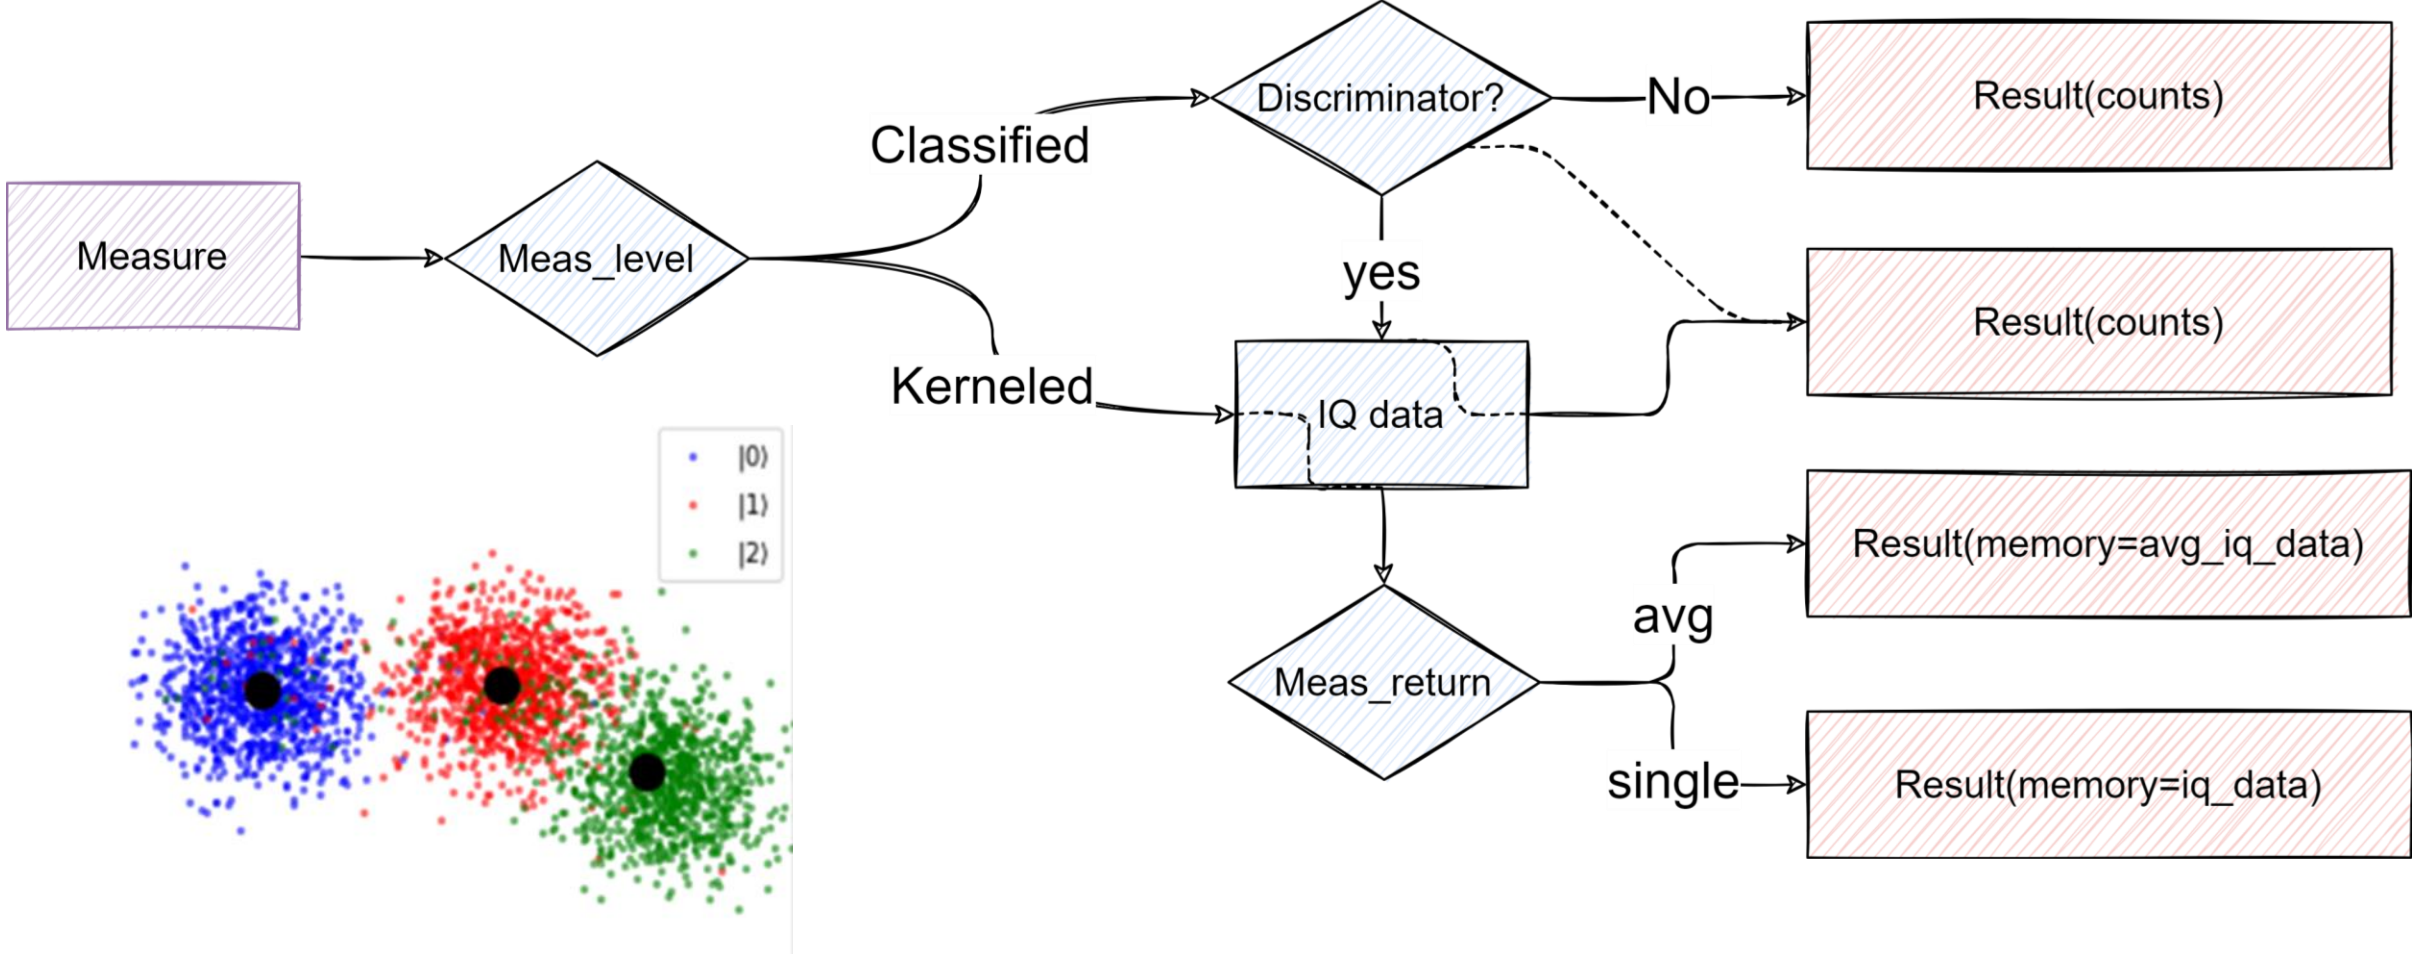 Measure
Meas_level
Classified
Kerneled
Discriminator?
No
Result(counts)
yes
IQ data
Result(counts)
Meas_return
avg
Result(memory=avg_iq_data)
single
Result(memory=iq_data)
|0⟩
|1⟩
|2⟩